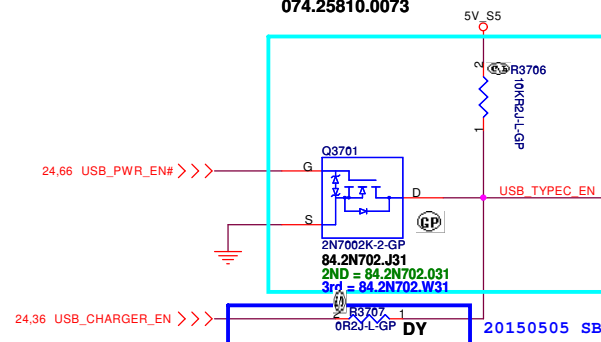 074.25810.0073
5V_S5
2
R3706
10KR2J-L-GP
1
Q3701
24,66 USB_PWR_EN#
G
D
USB_TYPEC_EN
S
GP
2N7002K-2-GP
84.2N702.J31
2ND = 84.2N702.031
3rd = 84.2N702.W31
24,36 USB_CHARGER_EN
R3707
1
0R2J-L-GP
DY
20150505 SB